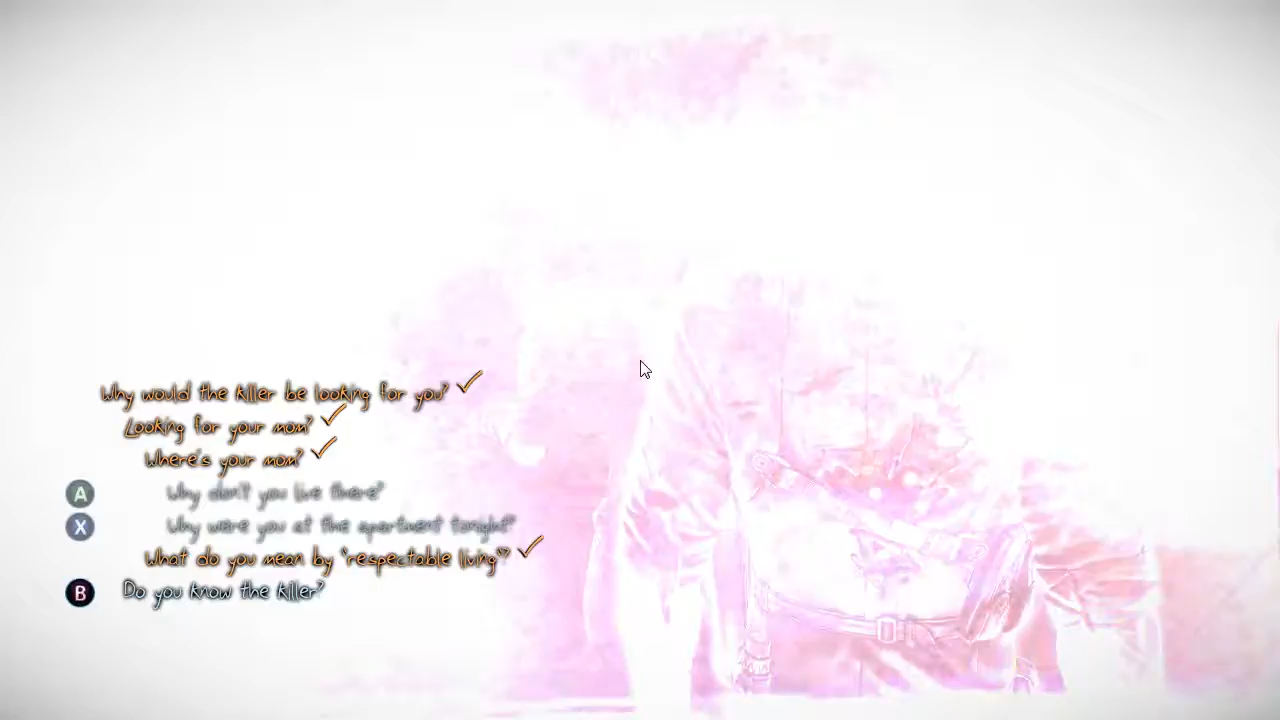 Why would the killer be looking for you?
Looking for your mom?
Where's your mom?
A Why don't you live there?
X Why were you at the apartment tonight?
What do you mean by 'respectable living'?
B Do you know the killer?